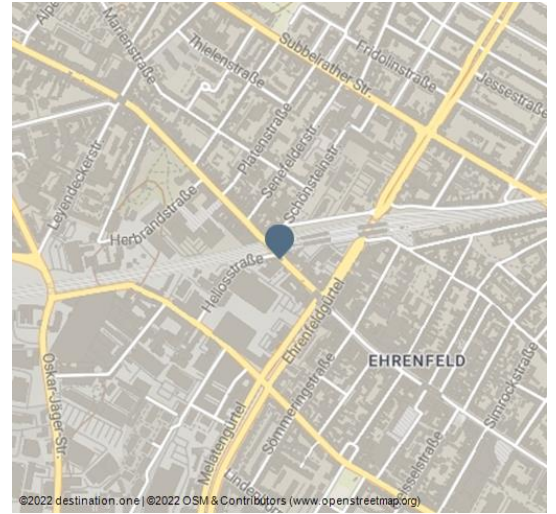 Marienstraße
Thielenstraße
Subbelrather Str.
Fridolinstraße
Jessestraße
Leyendeckerstr.
Platenstraße
Senefelderstr.
Schönsteinstr
Herbrandstraße
Heliosstraße
Ehrenfeldgürtel
EHRENFELD
Oskar-Jäger-Str.
Melatengürtel
Sömmeringstraße
Simrockstraße
©2022 destination.one | ©2022 OSM & Contributors (www.openstreetmap.org)